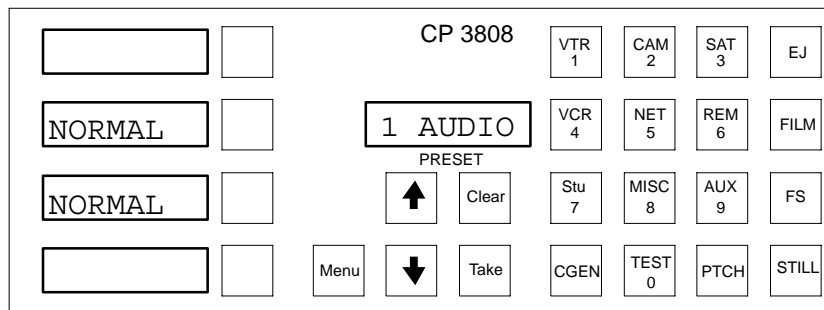 CP 3808
VTR 1
CAM 2
SAT 3
EJ
NORMAL
1 AUDIO
PRESET
VCR 4
NET 5
REM 6
FILM
NORMAL
Clear
Stu 7
MISC 8
AUX 9
FS
Menu
Take
CGEN
TEST 0
PTCH
STILL